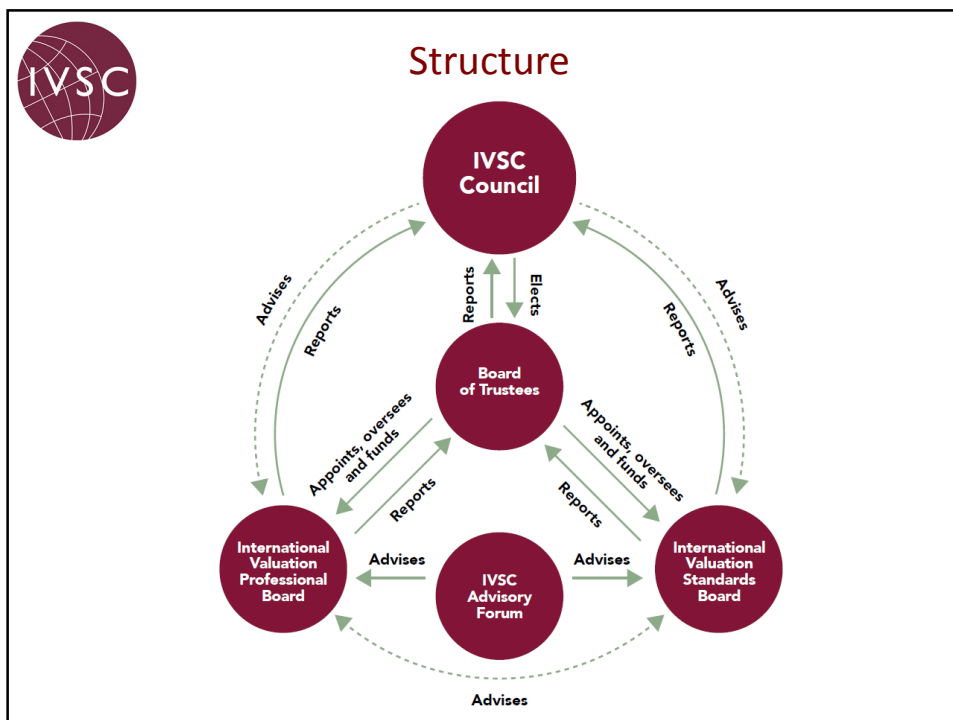 IVSC
Structure
IVSC
Council
Advises
Reports
Reports
Elects
Advises
Reports
Board
of Trustees
Appoints, oversees
and funds
Reports
Appoints, oversees
and funds
Reports
International
Valuation
Professional
Board
Advises
IVSC
Advisory
Forum
Advises
International
Valuation
Standards
Board
Advises